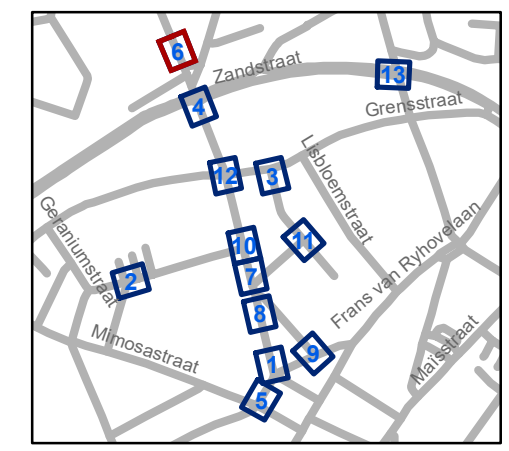 6
Zandstraat
13
4
Grensstraat
12
3
Lisbloemstraat
Geraniumstraat
10
11
7
2
Frans van Ryhovelaan
8
Mimosastraat
9
1
Maïsstraat
5